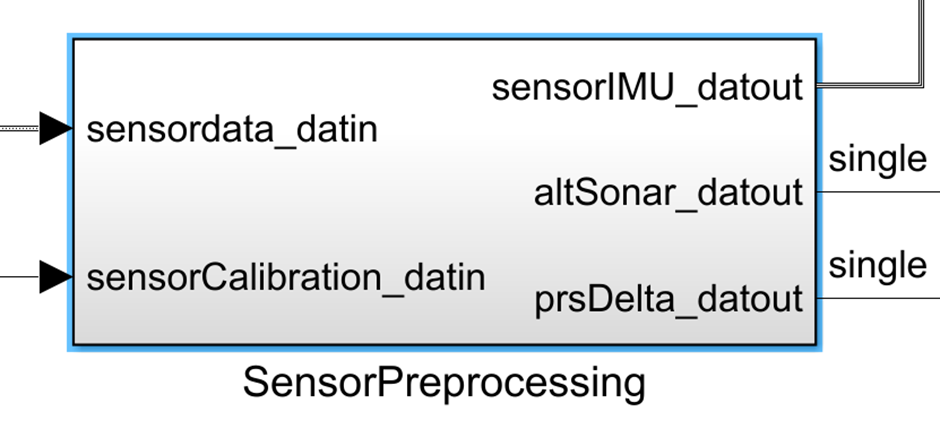 sensorIMU_datout
sensordata_datin
single
altSonar_datout
single
sensorCalibration_datin
prsDelta_datout
SensorPreprocessing